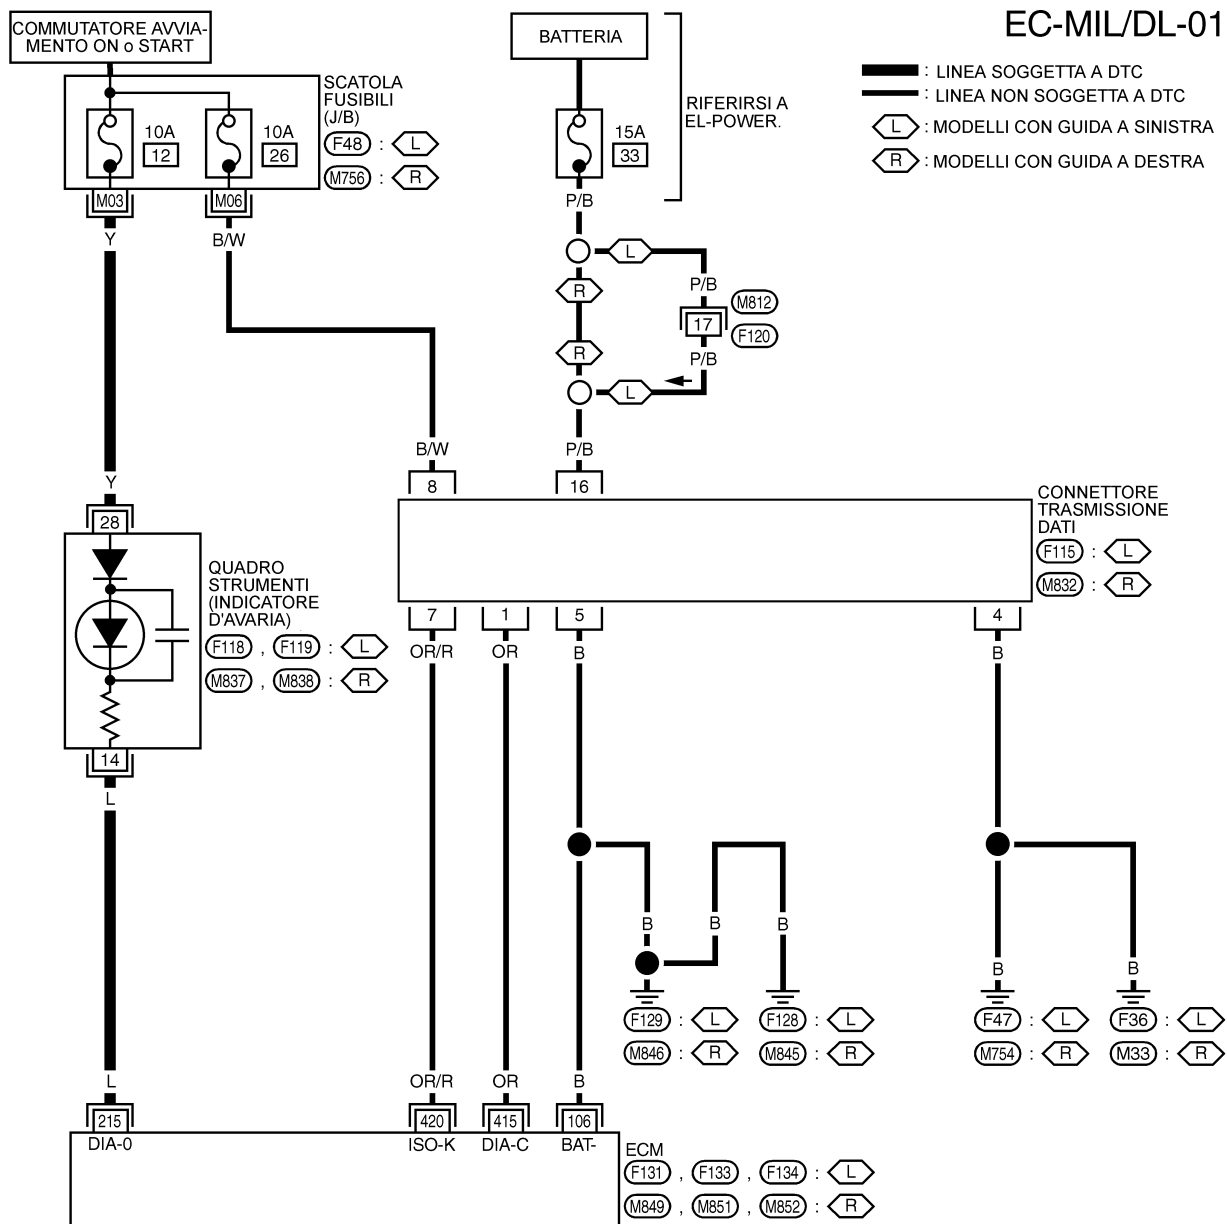 EC-MIL/DL-01
COMMUTATORE AVVIA-
MENTO ON o START
BATTERIA
: LINEA SOGGETTA A DTC
: LINEA NON SOGGETTA A DTC
L : MODELLI CON GUIDA A SINISTRA
R : MODELLI CON GUIDA A DESTRA
RIFERIRSI A
EL-POWER.
SCATOLA
FUSIBILI
(J/B)
F48 : L
M756 : R
10A
12
10A
26
15A
33
M03
M06
Y
B/W
P/B
L
R
P/B
M812
17
F120
R
P/B
L
B/W
P/B
Y
8
16
28
CONNETTORE
TRASMISSIONE
DATI
F115 : L
M832 : R
QUADRO
STRUMENTI
(INDICATORE
D'AVARIA)
F118 , F119 : L
M837 , M838 : R
7
1
5
4
OR/R
OR
B
B
14
L
B
B
B
B
B
F129 : L
M846 : R
F128 : L
M845 : R
F47 : L
M754 : R
F36 : L
M33 : R
L
OR/R
OR
B
215
420
415
106
DIA-0
ISO-K
DIA-C
BAT-
ECM
F131 , F133 , F134 : L
M849 , M851 , M852 : R